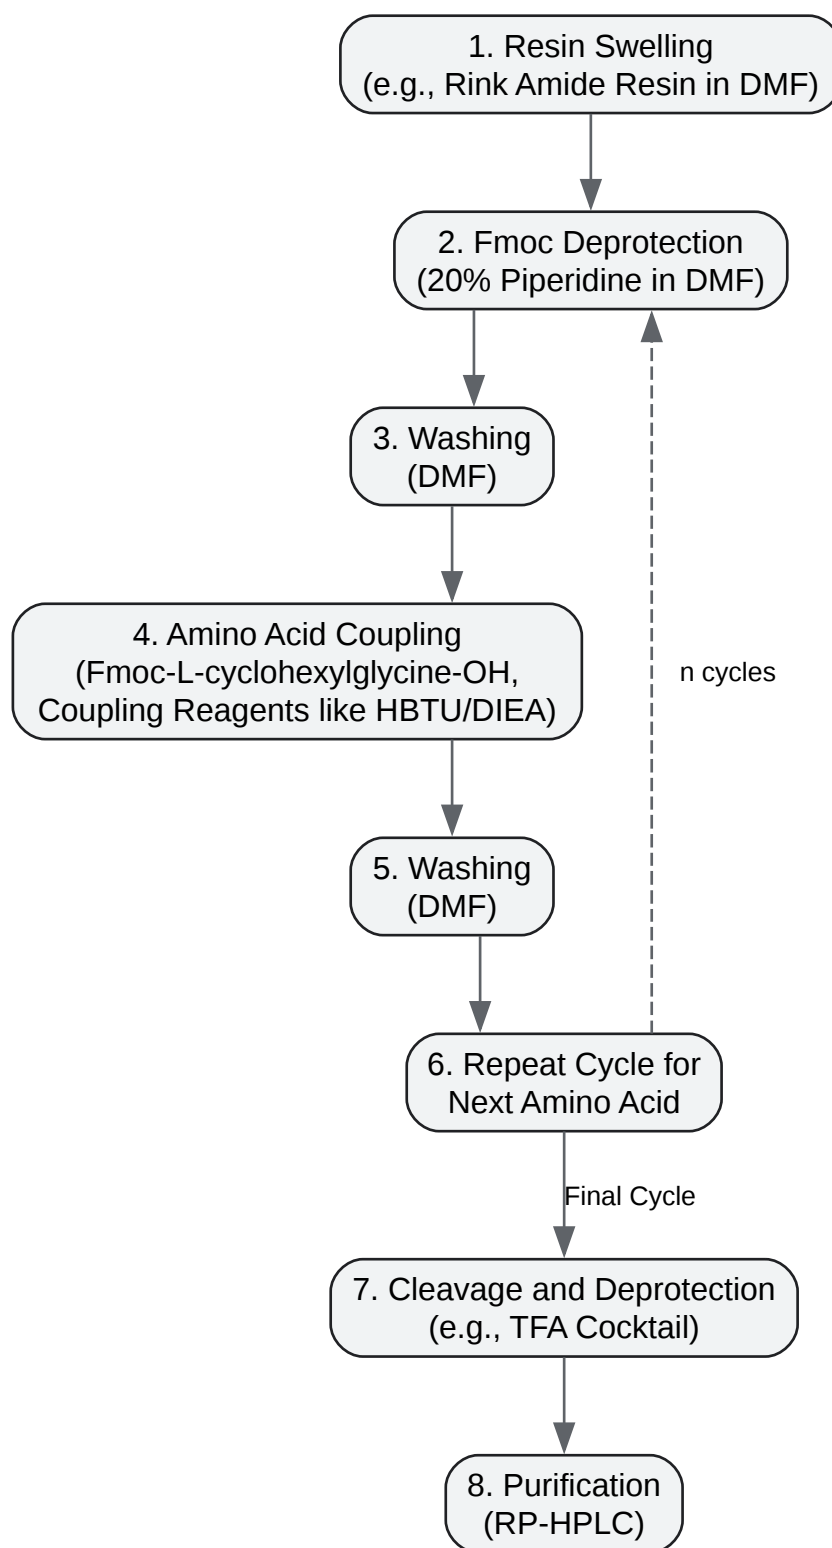 1. Resin Swelling
(e.g., Rink Amide Resin in DMF)
2. Fmoc Deprotection
(20% Piperidine in DMF)
3. Washing
(DMF)
4. Amino Acid Coupling
(Fmoc-L-cyclohexylglycine-OH,
Coupling Reagents like HBTU/DIEA)
n cycles
5. Washing
(DMF)
6. Repeat Cycle for
Next Amino Acid
Final Cycle
7. Cleavage and Deprotection
(e.g., TFA Cocktail)
8. Purification
(RP-HPLC)